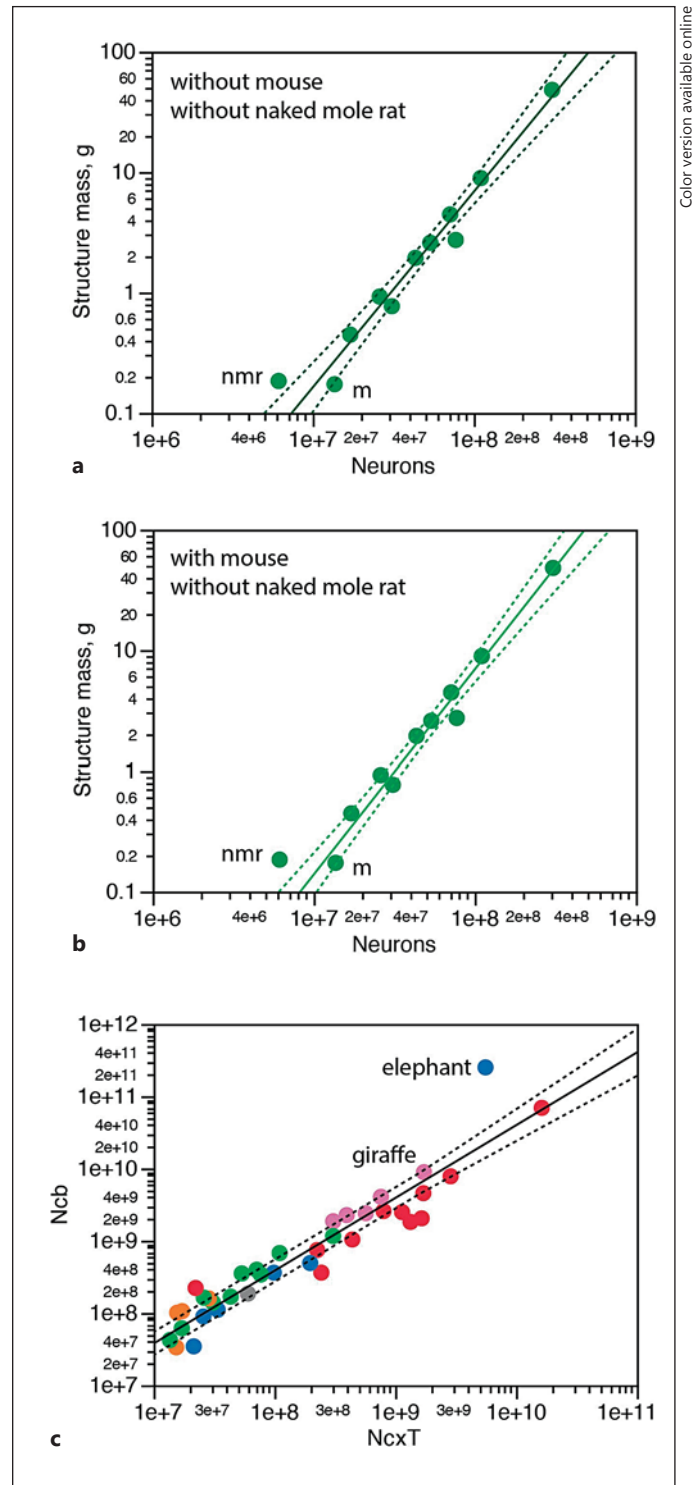 Color version available online
100
60
40
20
10
6
4
2
1
0.6
0.4
0.2
0.1
Structure mass, g
without mouse
without naked mole rat
nmr
m
1e+6
4e+6
1e+7
2e+7
4e+7
1e+8
2e+8
4e+8
1e+9
Neurons
a
100
60
40
20
10
6
4
2
1
0.6
0.4
0.2
0.1
Structure mass, g
with mouse
without naked mole rat
nmr
m
1e+6
4e+6
1e+7
2e+7
4e+7
1e+8
2e+8
4e+8
1e+9
Neurons
b
1e+12
4e+11
2e+11
1e+11
4e+10
2e+10
1e+10
4e+9
2e+9
1e+9
4e+8
2e+8
1e+8
4e+7
2e+7
1e+7
Ncb
elephant
giraffe
1e+7
3e+7
1e+8
3e+8
1e+9
3e+9
1e+10
1e+11
NcxT
c